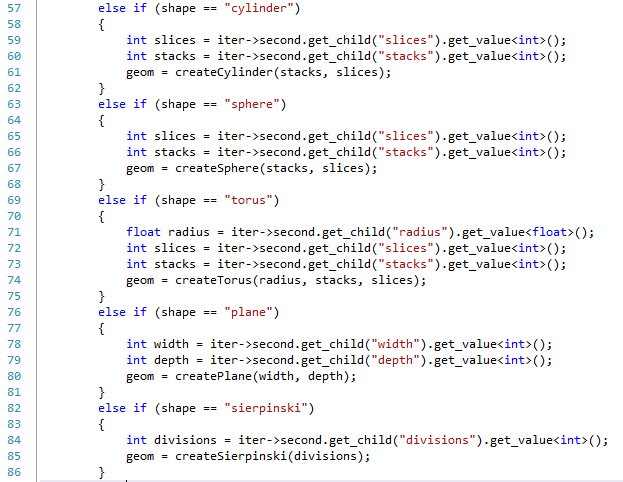 57 else if (shape == "cylinder")
58 {
59 int slices = iter->second.get_child("slices").get_value<int>();
60 int stacks = iter->second.get_child("stacks").get_value<int>();
61 geom = createCylinder(stacks, slices);
62 }
63 else if (shape == "sphere")
64 {
65 int slices = iter->second.get_child("slices").get_value<int>();
66 int stacks = iter->second.get_child("stacks").get_value<int>();
67 geom = createSphere(stacks, slices);
68 }
69 else if (shape == "torus")
70 {
71 float radius = iter->second.get_child("radius").get_value<float>();
72 int slices = iter->second.get_child("slices").get_value<int>();
73 int stacks = iter->second.get_child("stacks").get_value<int>();
74 geom = createTorus(radius, stacks, slices);
75 }
76 else if (shape == "plane")
77 {
78 int width = iter->second.get_child("width").get_value<int>();
79 int depth = iter->second.get_child("depth").get_value<int>();
80 geom = createPlane(width, depth);
81 }
82 else if (shape == "sierpinski")
83 {
84 int divisions = iter->second.get_child("divisions").get_value<int>();
85 geom = createSierpinski(divisions);
86 }